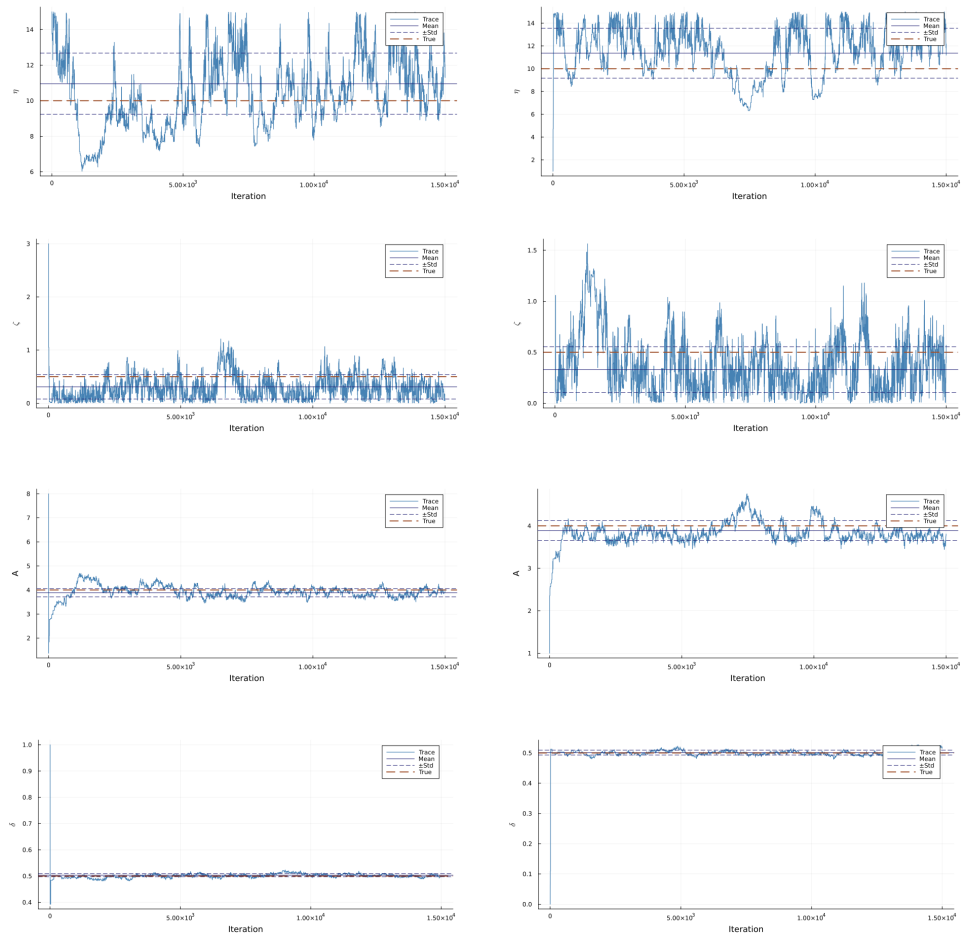 14
12
10
8
6
η
0
5.00×10³
1.00×10⁴
1.50×10⁴
Iteration
Trace
Mean
±Std
True
14
12
10
8
6
4
2
η
0
5.00×10³
1.00×10⁴
1.50×10⁴
Iteration
Trace
Mean
±Std
True
3
2
1
0
ζ
0
5.00×10³
1.00×10⁴
1.50×10⁴
Iteration
Trace
Mean
±Std
True
1.5
1.0
0.5
0.0
ζ
0
5.00×10³
1.00×10⁴
1.50×10⁴
Iteration
Trace
Mean
±Std
True
8
7
6
5
4
3
2
A
0
5.00×10³
1.00×10⁴
1.50×10⁴
Iteration
Trace
Mean
±Std
True
4
3
2
1
A
0
5.00×10³
1.00×10⁴
1.50×10⁴
Iteration
Trace
Mean
±Std
True
1.0
0.9
0.8
0.7
0.6
0.5
0.4
δ
0
5.00×10³
1.00×10⁴
1.50×10⁴
Iteration
Trace
Mean
±Std
True
0.5
0.4
0.3
0.2
0.1
0.0
δ
0
5.00×10³
1.00×10⁴
1.50×10⁴
Iteration
Trace
Mean
±Std
True